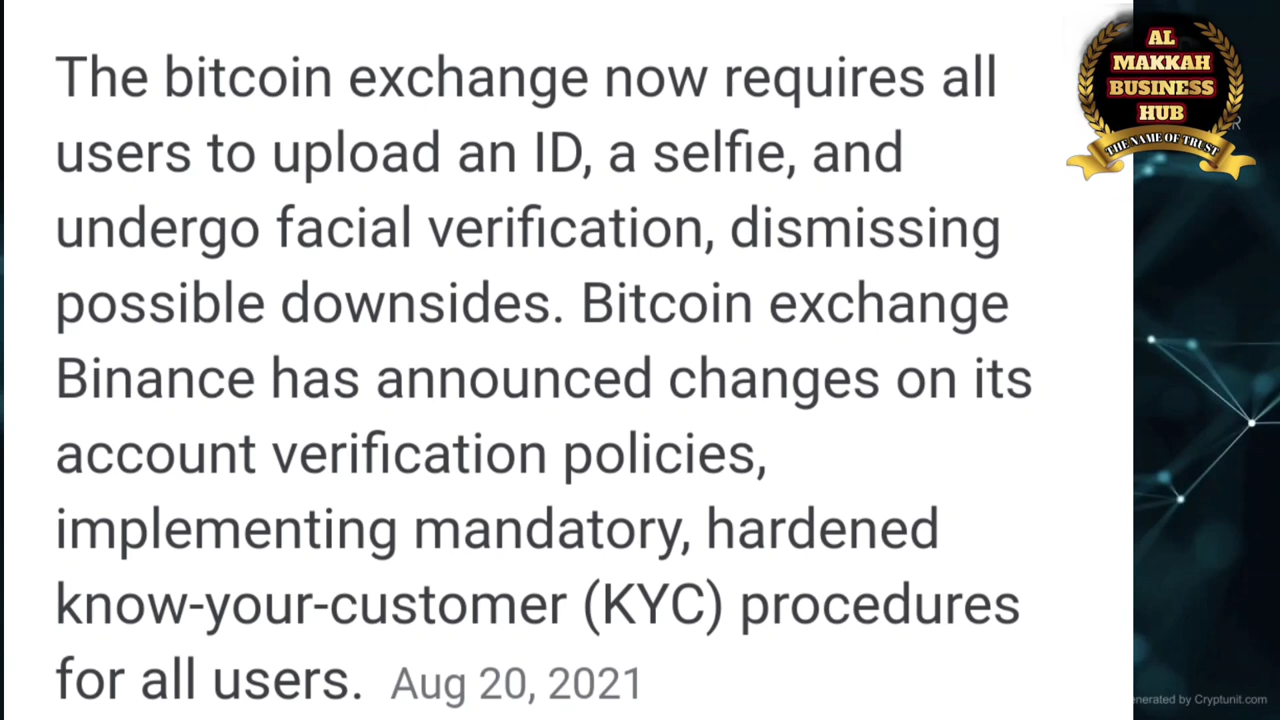 The bitcoin exchange now requires all
users to upload an ID, a selfie, and
undergo facial verification, dismissing
possible downsides. Bitcoin exchange
Binance has announced changes on its
account verification policies,
implementing mandatory, hardened
know-your-customer (KYC) procedures
for all users. Aug 20, 2021
AL
MAKKAH
BUSINESS
HUB
THE NAME OF TRUST
enerated by Cryptunit.com